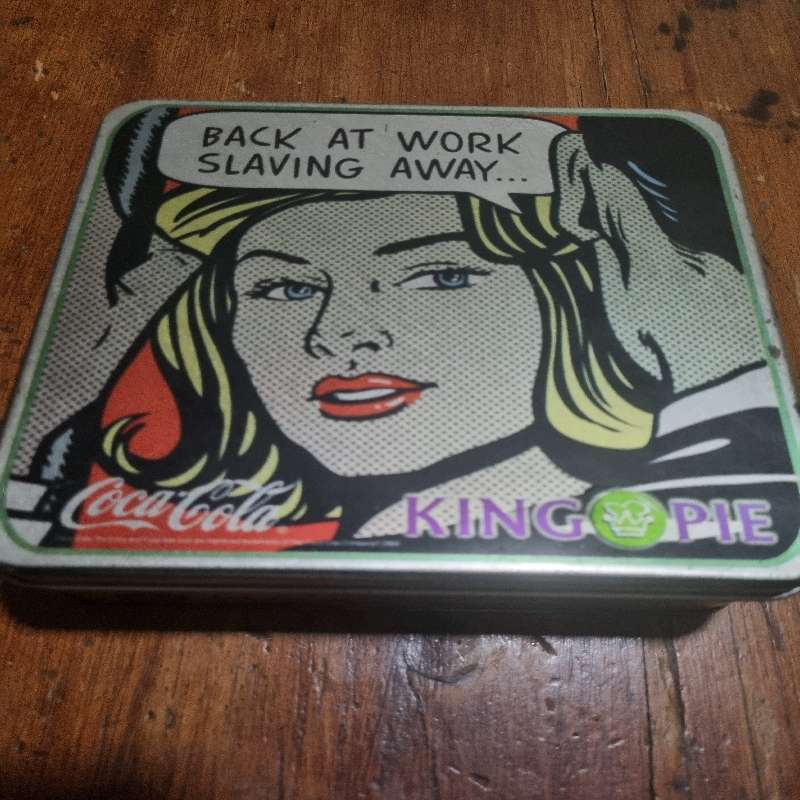 BACK AT WORK
SLAVING AWAY...
Coca-Cola
KING PIE